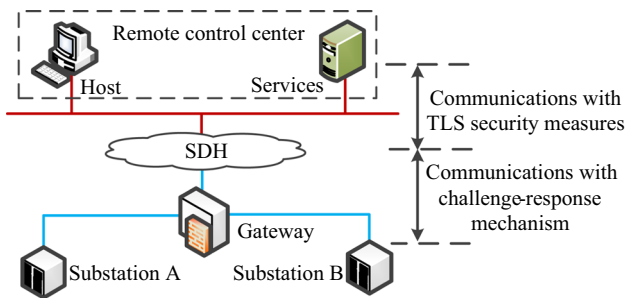 Remote control center
Host
Services
Communications with
TLS security measures
SDH
Communications with
challenge-response
mechanism
Gateway
Substation A
Substation B